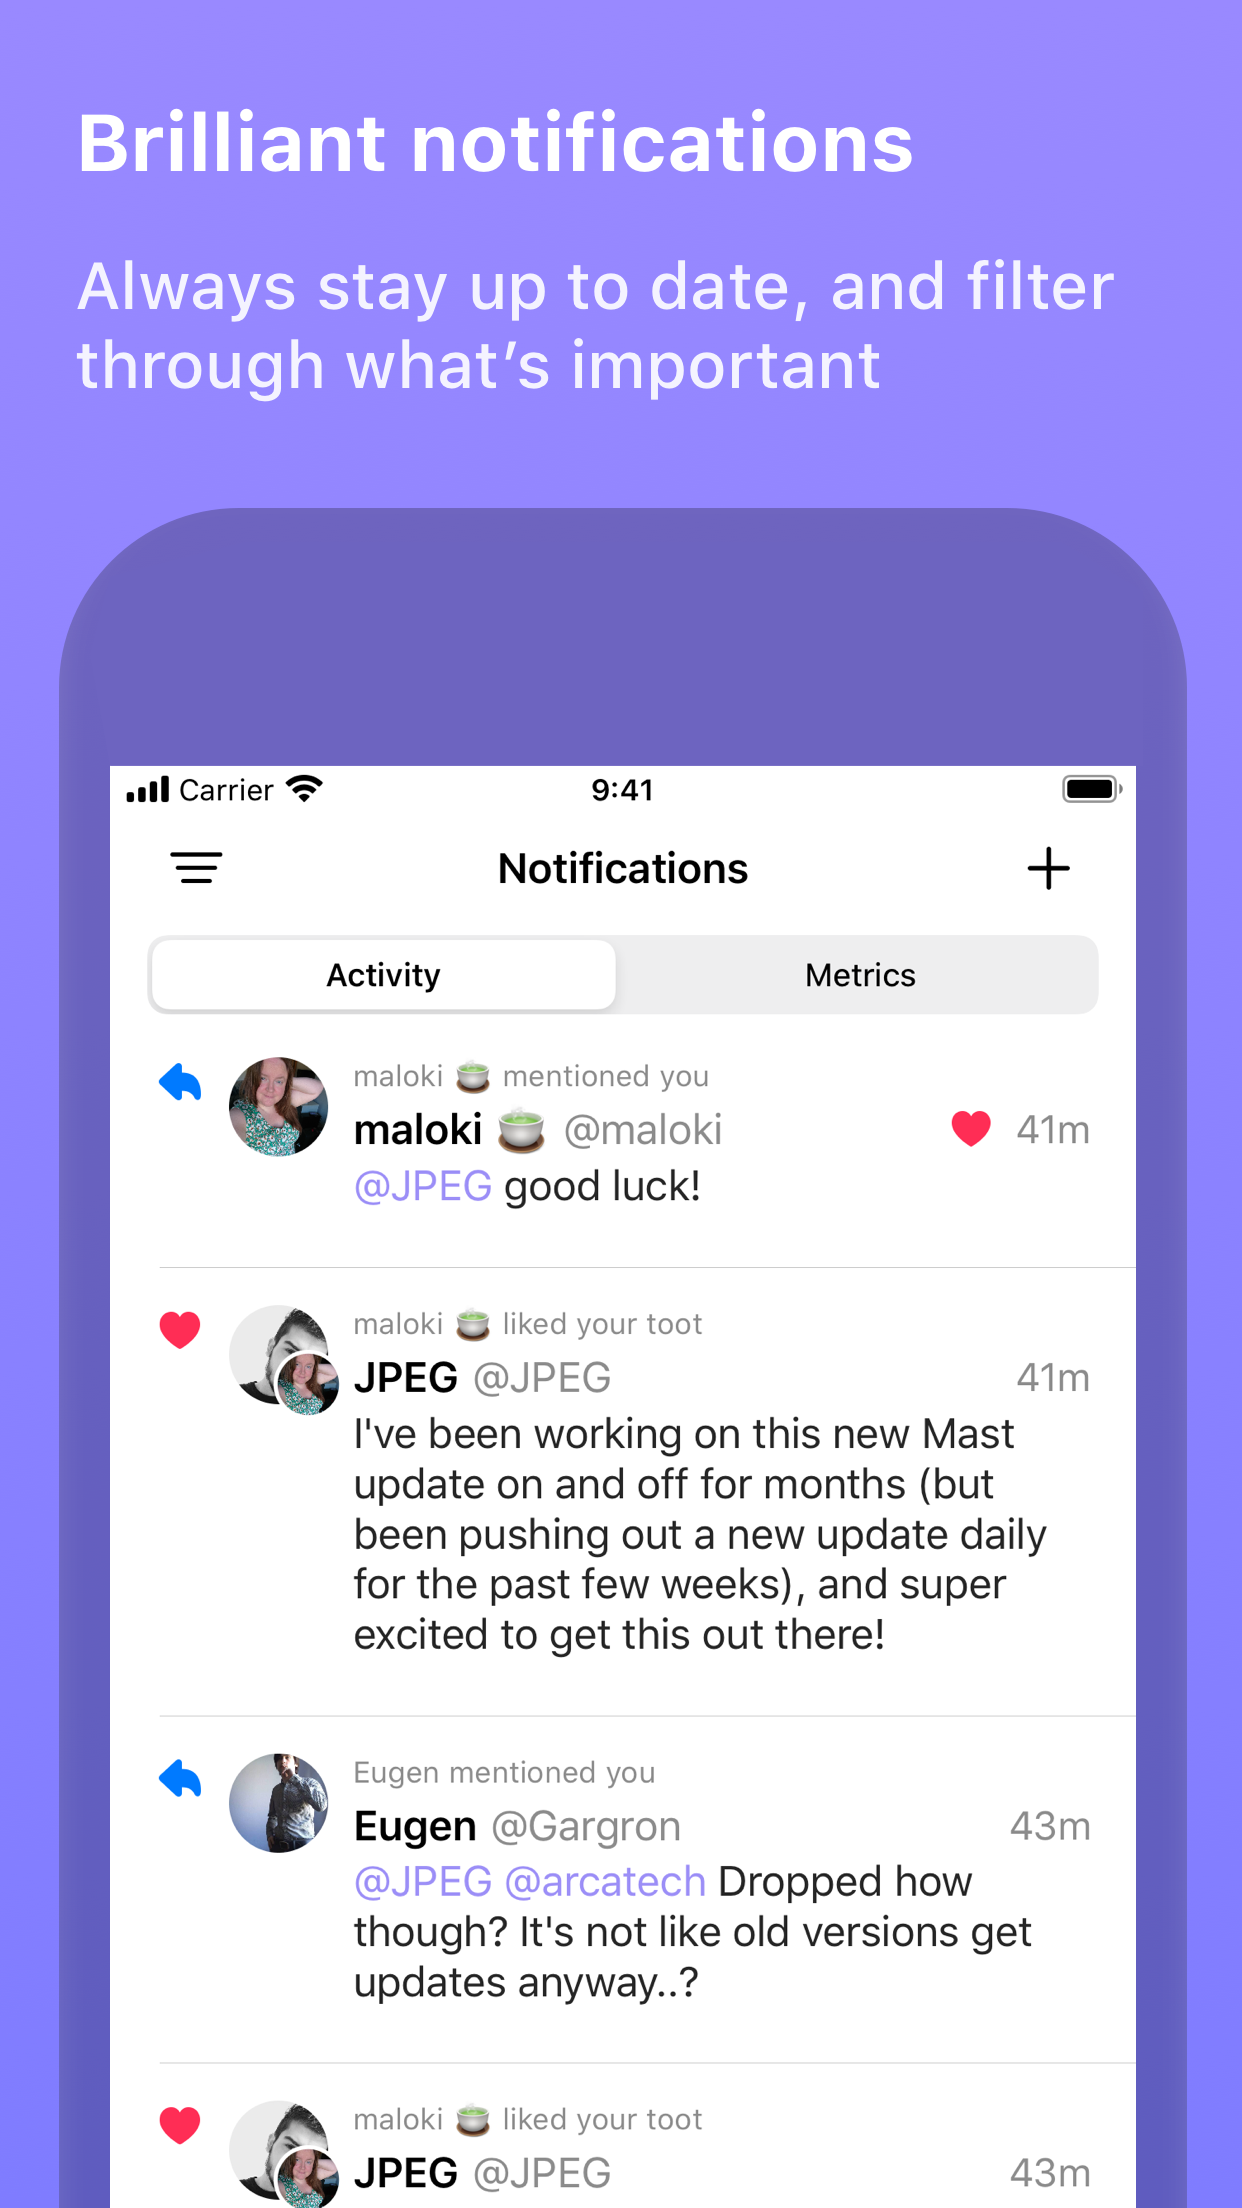 Brilliant notifications
Always stay up to date, and filter
through what’s important
Carrier
9:41
Notifications
Activity
Metrics
maloki 🍵 mentioned you
maloki 🍵 @maloki
41m
@JPEG good luck!
maloki 🍵 liked your toot
JPEG @JPEG
41m
I've been working on this new Mast
update on and off for months (but
been pushing out a new update daily
for the past few weeks), and super
excited to get this out there!
Eugen mentioned you
Eugen @Gargron
43m
@JPEG @arcatech Dropped how
though? It's not like old versions get
updates anyway..?
maloki 🍵 liked your toot
JPEG @JPEG
43m